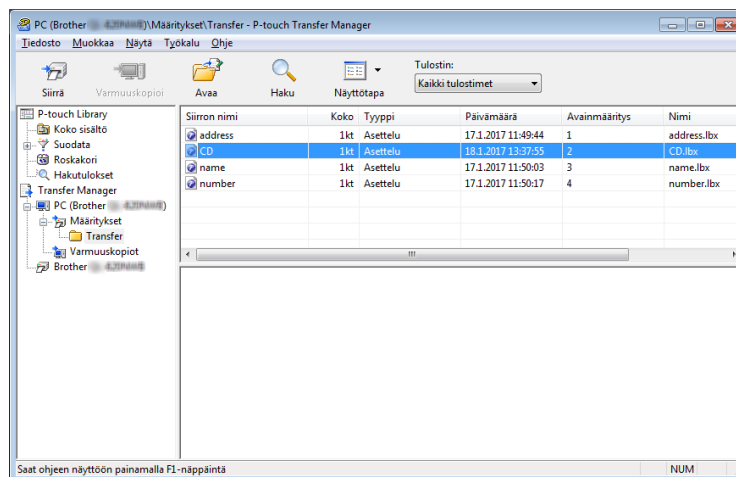 PC (Brother )\Määritykset\Transfer - P-touch Transfer Manager
Tiedosto Muokkaa Näytä Työkalu Ohje
Siirrä Varmuuskopioi Avaa Haku Näyttötapa
Tulostin:
Kaikki tulostimet
P-touch Library
Koko sisältö
Suodata
Roskakori
Hakutulokset
Transfer Manager
PC (Brother )
Määritykset
Transfer
Varmuuskopiot
Brother
Siirron nimi Koko Tyyppi Päivämäärä Avainmääritys Nimi
address 1kt Asettelu 17.1.2017 11:49:44 1 address.lbx
CD 1kt Asettelu 18.1.2017 13:37:55 2 CD.lbx
name 1kt Asettelu 17.1.2017 11:50:03 3 name.lbx
number 1kt Asettelu 17.1.2017 11:50:17 4 number.lbx
Saat ohjeen näyttöön painamalla F1-näppäintä
NUM